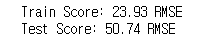 Train Score: 23.93 RMSE
Test Score: 50.74 RMSE